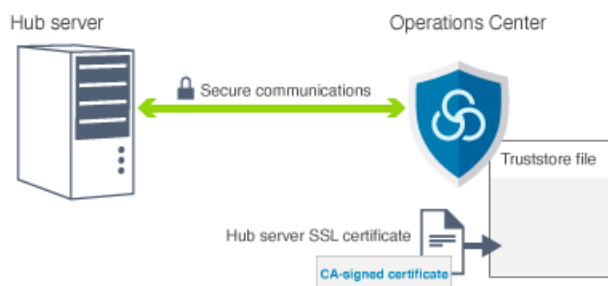 Hub server
Operations Center
Secure communications
Truststore file
Hub server SSL certificate
CA-signed certificate